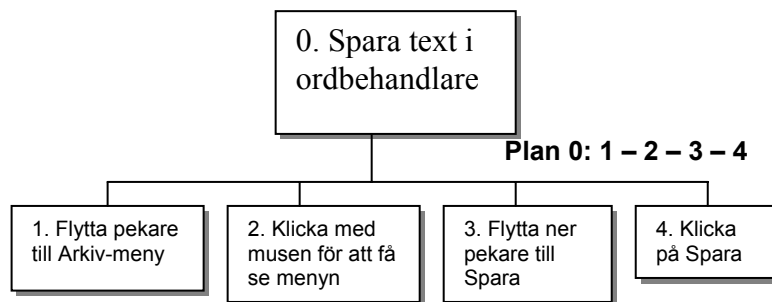 0. Spara text i
ordbehandlare
Plan 0: 1 – 2 – 3 – 4
1. Flytta pekare
till Arkiv-meny
2. Klicka med
musen för att få
se menyn
3. Flytta ner
pekare till
Spara
4. Klicka
på Spara